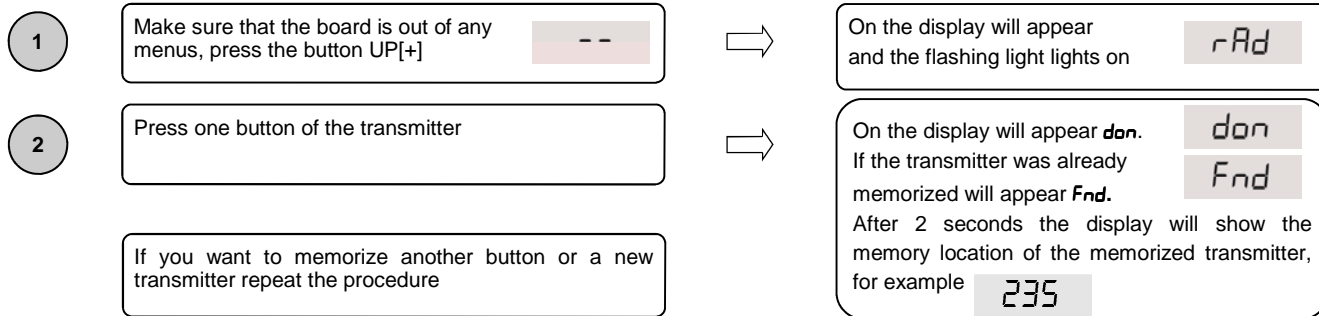 1
Make sure that the board is out of any
menus, press the button UP[+]
--
On the display will appear
and the flashing light lights on
rAd
2
Press one button of the transmitter
On the display will appear don.
don
If the transmitter was already
memorized will appear Fnd.
Fnd
After 2 seconds the display will show the
memory location of the memorized transmitter,
for example 235
If you want to memorize another button or a new
transmitter repeat the procedure